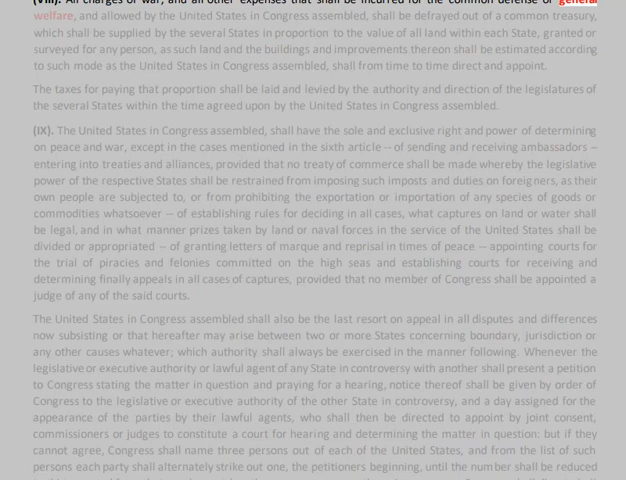 (VIII). All charges of war, and all other expenses that shall be incurred for the common defense or general
welfare, and allowed by the United States in Congress assembled, shall be defrayed out of a common treasury,
which shall be supplied by the several States in proportion to the value of all land within each State, granted or
surveyed for any person, as such land and the buildings and improvements thereon shall be estimated according
to such mode as the United States in Congress assembled, shall from time to time direct and appoint.
The taxes for paying that proportion shall be laid and levied by the authority and direction of the legislatures of
the several States within the time agreed upon by the United States in Congress assembled.
(IX). The United States in Congress assembled, shall have the sole and exclusive right and power of determining
on peace and war, except in the cases mentioned in the sixth article -- of sending and receiving ambassadors --
entering into treaties and alliances, provided that no treaty of commerce shall be made whereby the legislative
power of the respective States shall be restrained from imposing such imposts and duties on foreigners, as their
own people are subjected to, or from prohibiting the exportation or importation of any species of goods or
commodities whatsoever -- of establishing rules for deciding in all cases, what captures on land or water shall
be legal, and in what manner prizes taken by land or naval forces in the service of the United States shall be
divided or appropriated -- of granting letters of marque and reprisal in times of peace -- appointing courts for
the trial of piracies and felonies committed on the high seas and establishing courts for receiving and
determining finally appeals in all cases of captures, provided that no member of Congress shall be appointed a
judge of any of the said courts.
The United States in Congress assembled shall also be the last resort on appeal in all disputes and differences
now subsisting or that hereafter may arise between two or more States concerning boundary, jurisdiction or
any other causes whatever; which authority shall always be exercised in the manner following. Whenever the
legislative or executive authority or lawful agent of any State in controversy with another shall present a petition
to Congress stating the matter in question and praying for a hearing, notice thereof shall be given by order of
Congress to the legislative or executive authority of the other State in controversy, and a day assigned for the
appearance of the parties by their lawful agents, who shall then be directed to appoint by joint consent,
commissioners or judges to constitute a court for hearing and determining the matter in question: but if they
cannot agree, Congress shall name three persons out of each of the United States, and from the list of such
persons each party shall alternately strike out one, the petitioners beginning, until the number shall be reduced